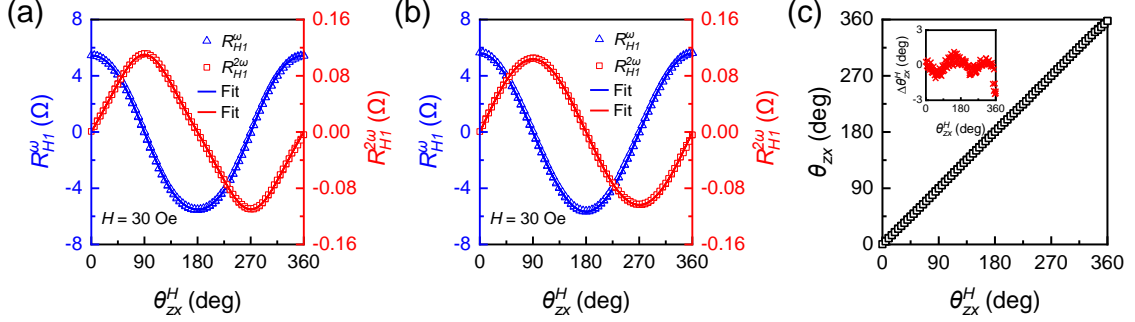 (a)
8
4
0
-4
-8
R^ω_H1 (Ω)
0.16
0.08
0.00
-0.08
-0.16
R^2ω_H1 (Ω)
R^ω_H1
R^2ω_H1
Fit
Fit
H = 30 Oe
0 90 180 270 360
θ^H_zx (deg)
(b)
8
4
0
-4
-8
R^ω_H1 (Ω)
0.16
0.08
0.00
-0.08
-0.16
R^2ω_H1 (Ω)
R^ω_H1
R^2ω_H1
Fit
Fit
H = 30 Oe
0 90 180 270 360
θ^H_zx (deg)
(c)
360
270
180
90
0
θ_zx (deg)
3
0
-3
Δθ^H_zx (deg)
0 180 360
θ^H_zx (deg)
0 90 180 270 360
θ^H_zx (deg)